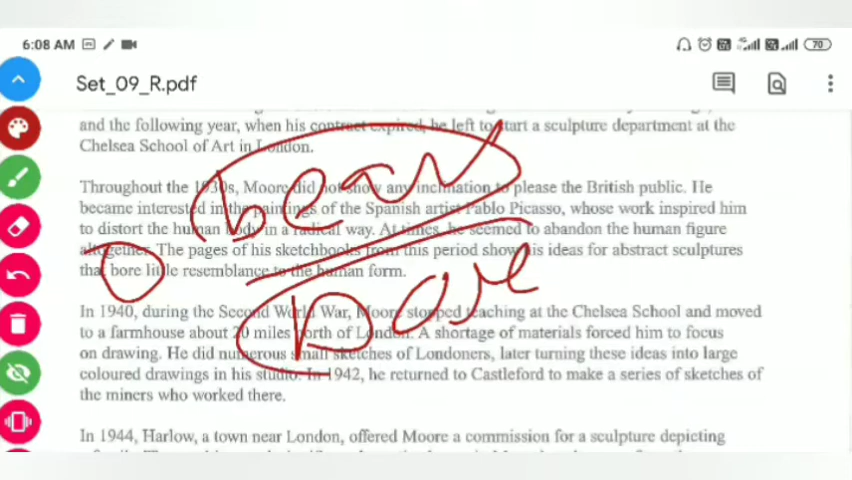 6:08 AM
70
Set_09_R.pdf
and the following year, when his contract expired, he left to start a sculpture department at the
Chelsea School of Art in London.
Throughout the 1930s, Moore did not show any inclination to please the British public. He
became interested in the paintings of the Spanish artist Pablo Picasso, whose work inspired him
to distort the human body in a radical way. At times, he seemed to abandon the human figure
altogether. The pages of his sketchbooks from this period show his ideas for abstract sculptures
that bore little resemblance to the human form.
bear
bore
In 1940, during the Second World War, Moore stopped teaching at the Chelsea School and moved
to a farmhouse about 20 miles north of London. A shortage of materials forced him to focus
on drawing. He did numerous small sketches of Londoners, later turning these ideas into large
coloured drawings in his studio. In 1942, he returned to Castleford to make a series of sketches of
the miners who worked there.
In 1944, Harlow, a town near London, offered Moore a commission for a sculpture depicting